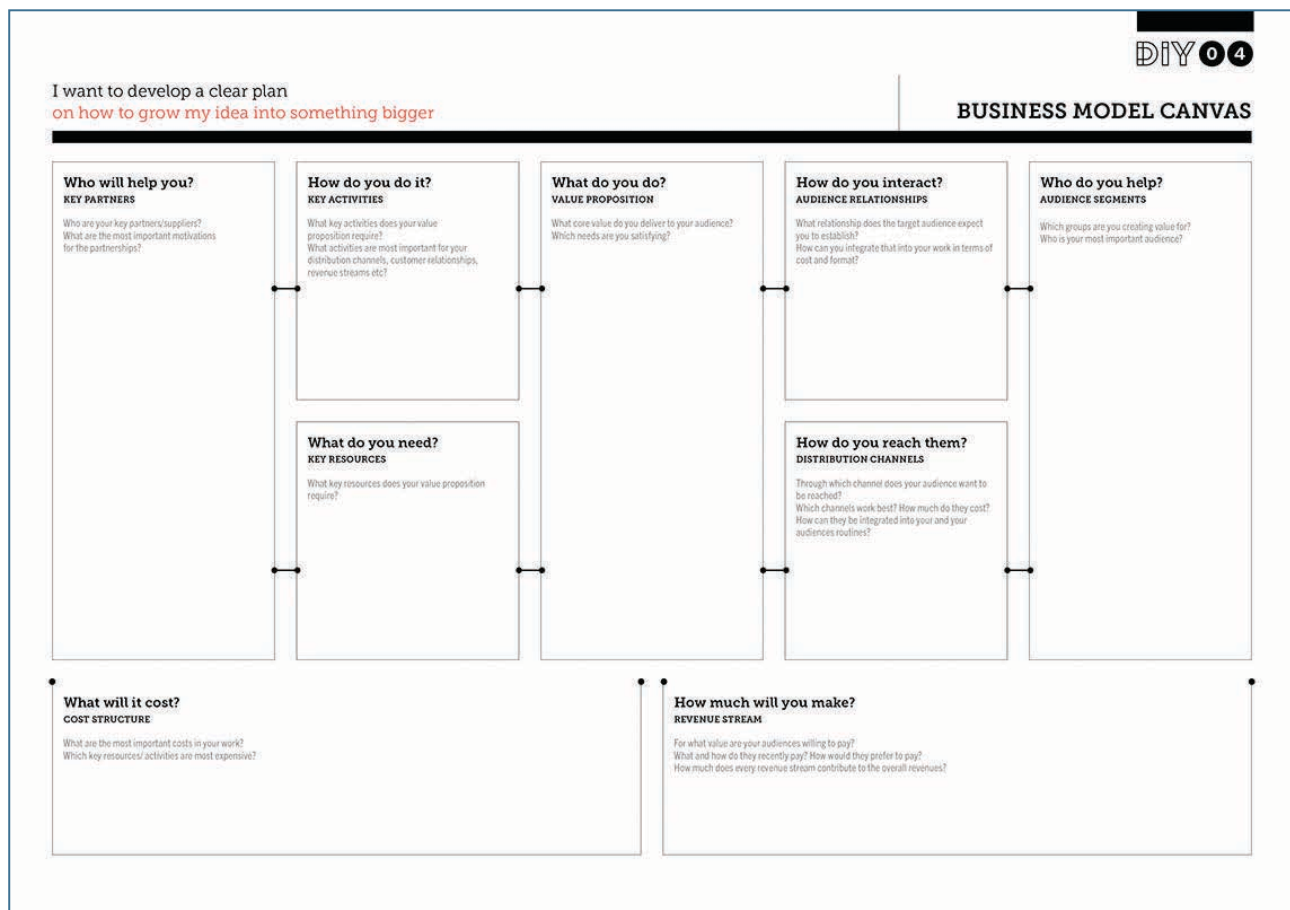 DIY 04
I want to develop a clear plan
on how to grow my idea into something bigger
BUSINESS MODEL CANVAS
Who will help you?
KEY PARTNERS
Who are your key partners/suppliers?
What are the most important motivations
for the partnerships?
How do you do it?
KEY ACTIVITIES
What key activities does your value
proposition require?
What activities are most important for your
distribution channels, customer relationships,
revenue streams etc?
What do you need?
KEY RESOURCES
What key resources does your value proposition
require?
What do you do?
VALUE PROPOSITION
What core value do you deliver to your audience?
Which needs are you satisfying?
How do you interact?
AUDIENCE RELATIONSHIPS
What relationship does the target audience expect
you to establish?
How can you integrate that into your work in terms of
cost and format?
How do you reach them?
DISTRIBUTION CHANNELS
Through which channel does your audience want to
be reached?
Which channels work best? How much do they cost?
How can they be integrated into your and your
audiences routines?
Who do you help?
AUDIENCE SEGMENTS
Which groups are you creating value for?
Who is your most important audience?
What will it cost?
COST STRUCTURE
What are the most important costs in your work?
Which key resources/ activities are most expensive?
How much will you make?
REVENUE STREAM
For what value are your audiences willing to pay?
What and how do they recently pay? How would they prefer to pay?
How much does every revenue stream contribute to the overall revenues?